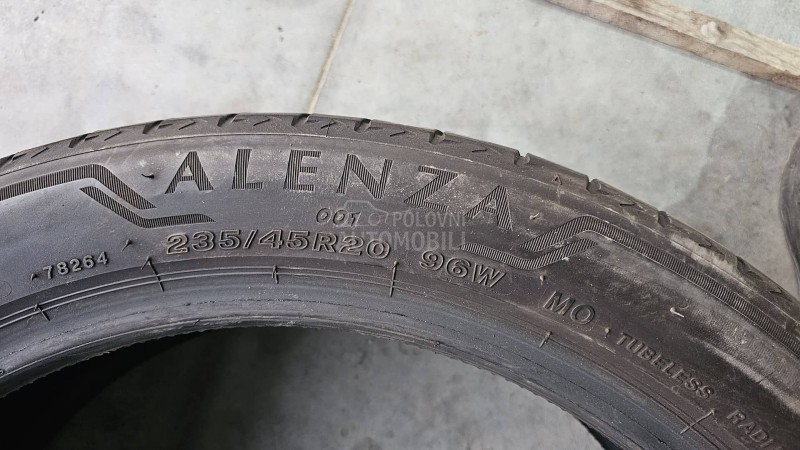 ALENZA
001
POLOVNI
AUTOMOBILI
78264
235/45R20 96W
MO
TUBELESS